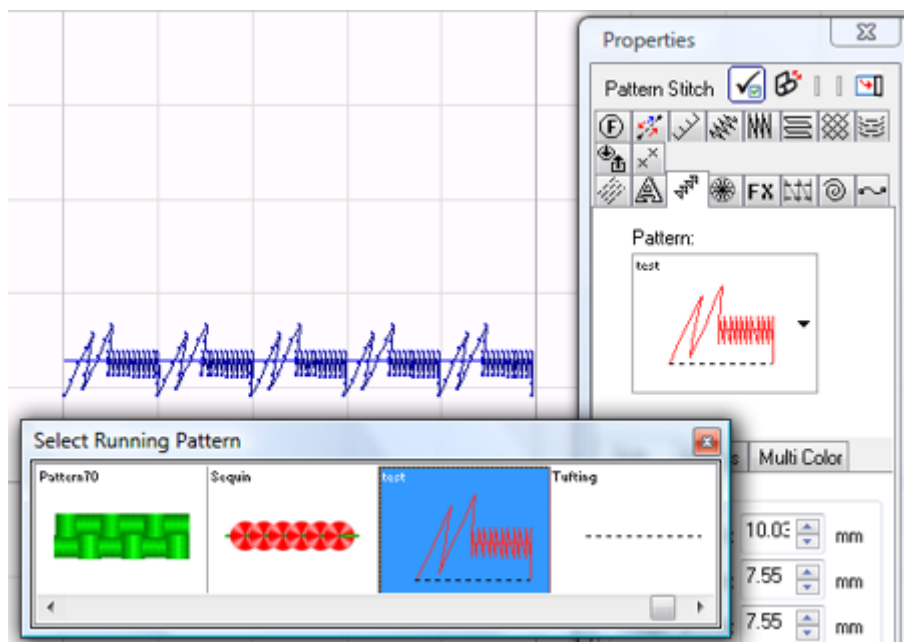 Properties
Pattern Stitch
F
A
FX
Pattern:
test
Select Running Pattern
Pattern70
Sequin
test
Tufting
Multi Color
10.03 mm
7.55 mm
7.55 mm